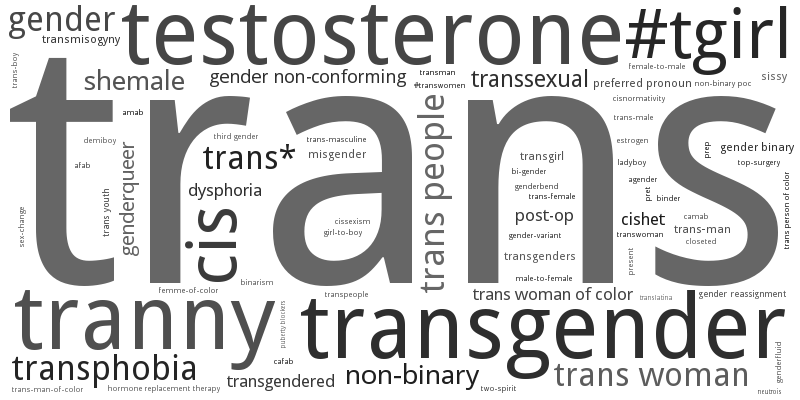 gender
testosterone
#tgirl
transmisogyny
trans-boy
shemale
gender non-conforming
transman
#transwomen
transsexual
female-to-male
preferred pronoun
non-binary poc
sissy
trans
amab
demiboy
afab
genderqueer
trans youth
sex-change
third gender
trans*
dysphoria
cis
trans-masculine
misgender
cissexism
girl-to-boy
trans people
transgirl
bi-gender
genderbend
trans-female
post-op
gender-variant
transgenders
male-to-female
cisnormativity
trans-male
estrogen
ladyboy
agender
pret
binder
prep
gender binary
top-surgery
trans person of color
cishet
transwoman
camab
trans-man
closeted
present
femme-of-color
binarism
transpeople
trans woman of color
translatina
gender reassignment
tranny
puberty blockers
transgender
cafab
transphobia
trans-man-of-color
hormone replacement therapy
transgendered
non-binary
two-spirit
trans woman
genderfluid
neutrois